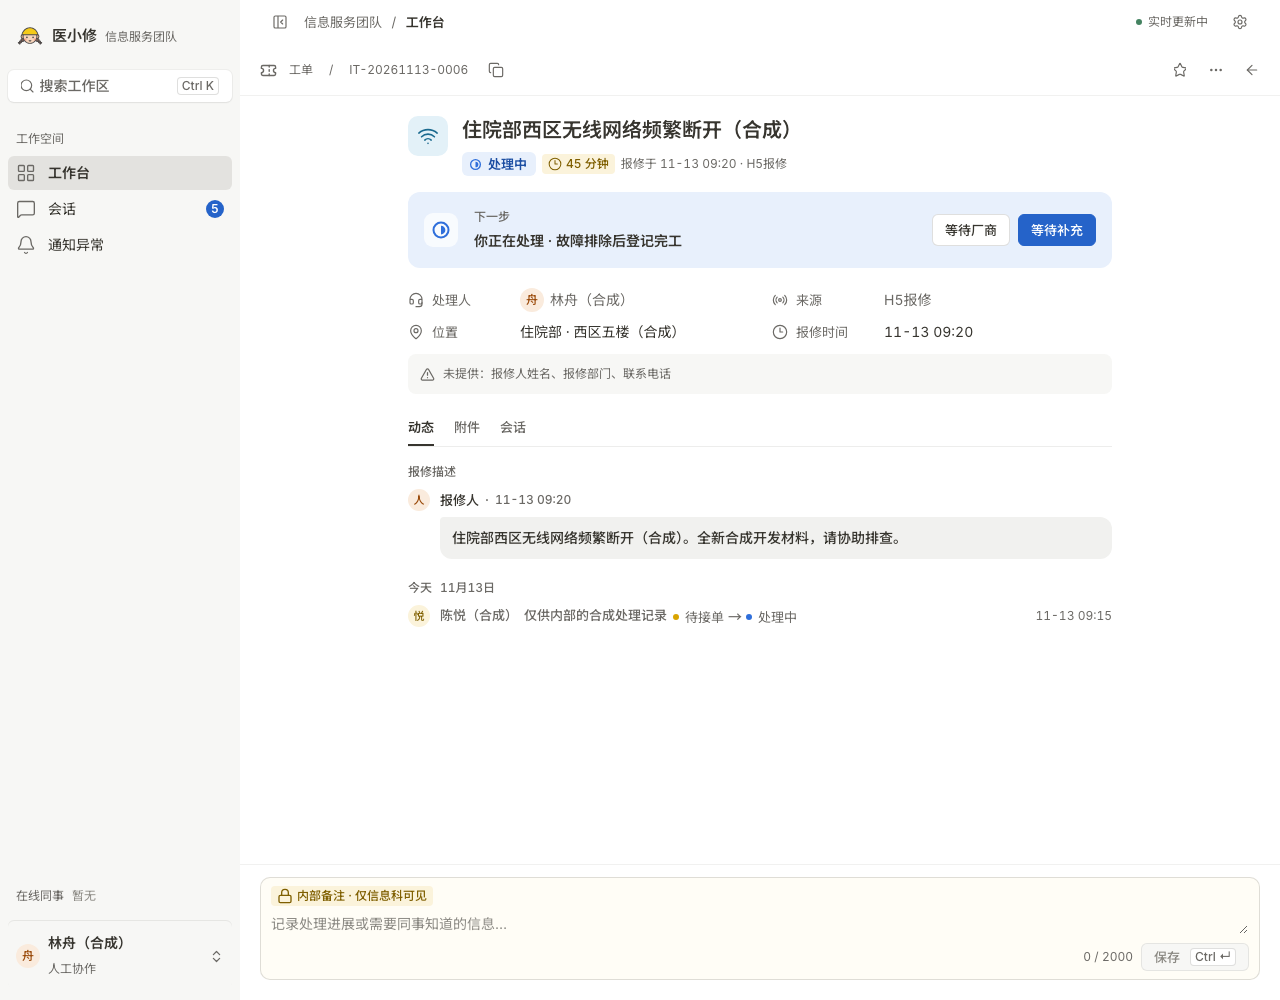 医小修 信息服务团队
搜索工作区 Ctrl K
工作空间
工作台
会话 5
通知异常
在线同事 暂无
舟 林舟（合成）
人工协作
信息服务团队 / 工作台
实时更新中
工单 / IT-20261113-0006
住院部西区无线网络频繁断开（合成）
处理中 45 分钟 报修于 11-13 09:20 · H5报修
下一步
你正在处理 · 故障排除后登记完工
等待厂商 等待补充
处理人 舟 林舟（合成） 来源 H5报修
位置 住院部 · 西区五楼（合成） 报修时间 11-13 09:20
未提供：报修人姓名、报修部门、联系电话
动态 附件 会话
报修描述
人 报修人 · 11-13 09:20
住院部西区无线网络频繁断开（合成）。全新合成开发材料，请协助排查。
今天 11月13日
悦 陈悦（合成） 仅供内部的合成处理记录 待接单 → 处理中 11-13 09:15
内部备注 · 仅信息科可见
记录处理进展或需要同事知道的信息...
0 / 2000 保存 Ctrl ↵